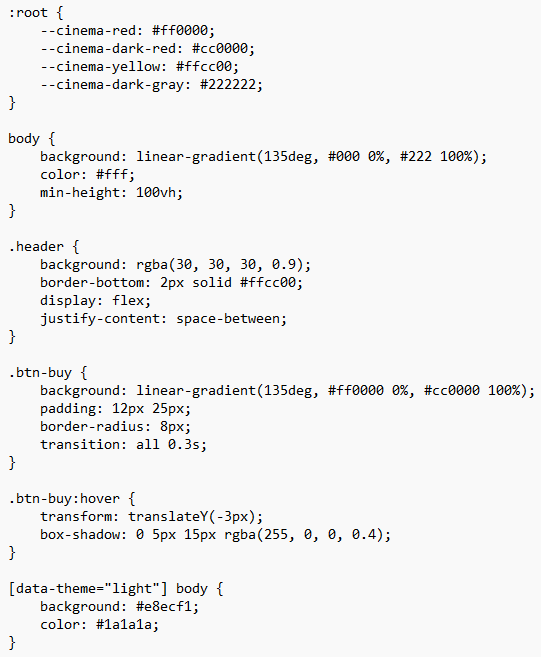 :root {
    --cinema-red: #ff0000;
    --cinema-dark-red: #cc0000;
    --cinema-yellow: #ffcc00;
    --cinema-dark-gray: #222222;
}

body {
    background: linear-gradient(135deg, #000 0%, #222 100%);
    color: #fff;
    min-height: 100vh;
}

.header {
    background: rgba(30, 30, 30, 0.9);
    border-bottom: 2px solid #ffcc00;
    display: flex;
    justify-content: space-between;
}

.btn-buy {
    background: linear-gradient(135deg, #ff0000 0%, #cc0000 100%);
    padding: 12px 25px;
    border-radius: 8px;
    transition: all 0.3s;
}

.btn-buy:hover {
    transform: translateY(-3px);
    box-shadow: 0 5px 15px rgba(255, 0, 0, 0.4);
}

[data-theme="light"] body {
    background: #e8ecf1;
    color: #1a1a1a;
}